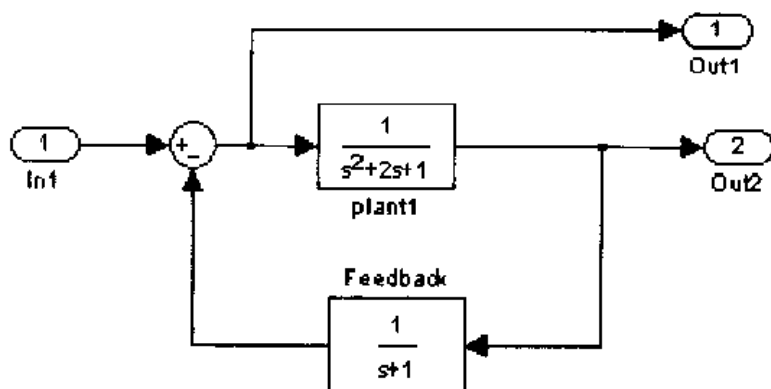 1
Out1
1
In1
+
−
1
s²+2s+1
plant1
2
Out2
Feedback
1
s+1